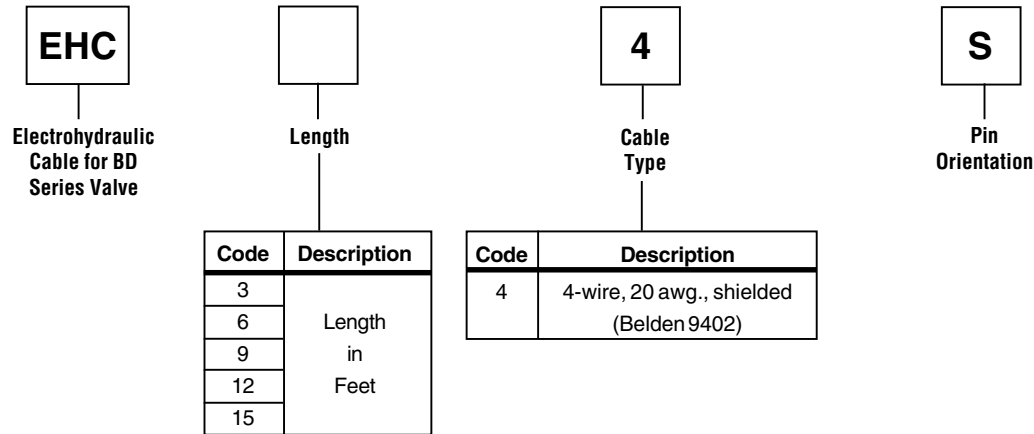 EHC
4
S
Electrohydraulic
Cable for BD
Series Valve
Length
Cable
Type
Pin
Orientation
Code Description
3
6
9
12
15
Length
in
Feet
Code Description
4 4-wire, 20 awg., shielded
(Belden 9402)